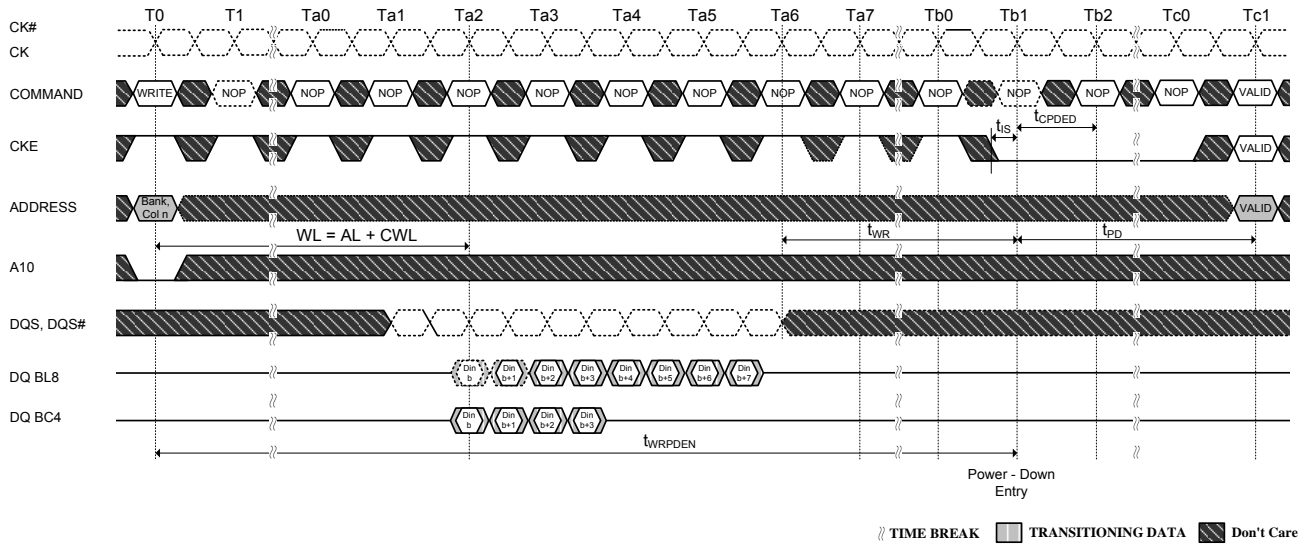 T0 T1 Ta0 Ta1 Ta2 Ta3 Ta4 Ta5 Ta6 Ta7 Tb0 Tb1 Tb2 Tc0 Tc1
CK#
CK
COMMAND WRITE NOP NOP NOP NOP NOP NOP NOP NOP NOP NOP NOP NOP NOP VALID
tIS tCPDED
CKE VALID
ADDRESS Bank, Col n VALID
WL = AL + CWL tWR tPD
A10
DQS, DQS#
DQ BL8 Din b Din b+1 Din b+2 Din b+3 Din b+4 Din b+5 Din b+6 Din b+7
DQ BC4 Din b Din b+1 Din b+2 Din b+3
tWRPDEN
Power - Down
Entry
TIME BREAK TRANSITIONING DATA Don't Care